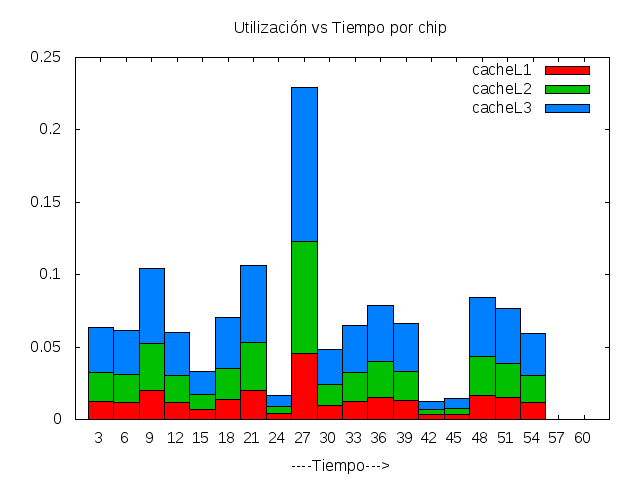 Utilización vs Tiempo por chip
0.25
0.2
0.15
0.1
0.05
0
cacheL1
cacheL2
cacheL3
3 6 9 12 15 18 21 24 27 30 33 36 39 42 45 48 51 54 57 60
----Tiempo--->